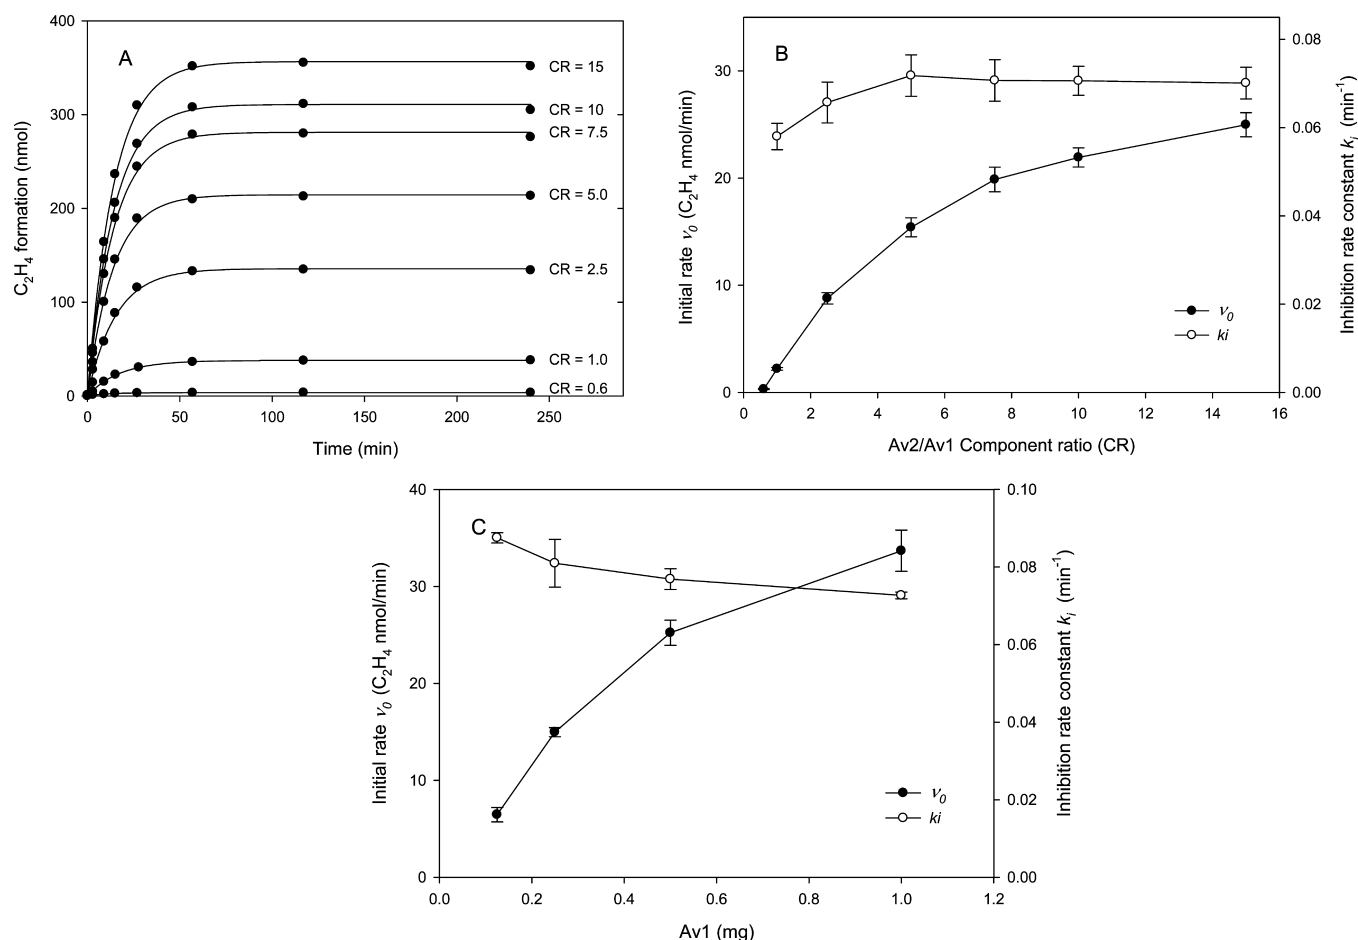 A
C₂H₄ formation (nmol)
400
300
200
100
0
CR = 15
CR = 10
CR = 7.5
CR = 5.0
CR = 2.5
CR = 1.0
CR = 0.6
0 50 100 150 200 250
Time (min)
B
Initial rate ν₀ (C₂H₄ nmol/min)
30
20
10
0
0.08
0.06
0.04
0.02
0.00
Inhibition rate constant kᵢ (min⁻¹)
ν₀
ki
0 2 4 6 8 10 12 14 16
Av2/Av1 Component ratio (CR)
C
Initial rate ν₀ (C₂H₄ nmol/min)
40
30
20
10
0
0.10
0.08
0.06
0.04
0.02
0.00
Inhibition rate constant kᵢ (min⁻¹)
ν₀
ki
0.0 0.2 0.4 0.6 0.8 1.0 1.2
Av1 (mg)